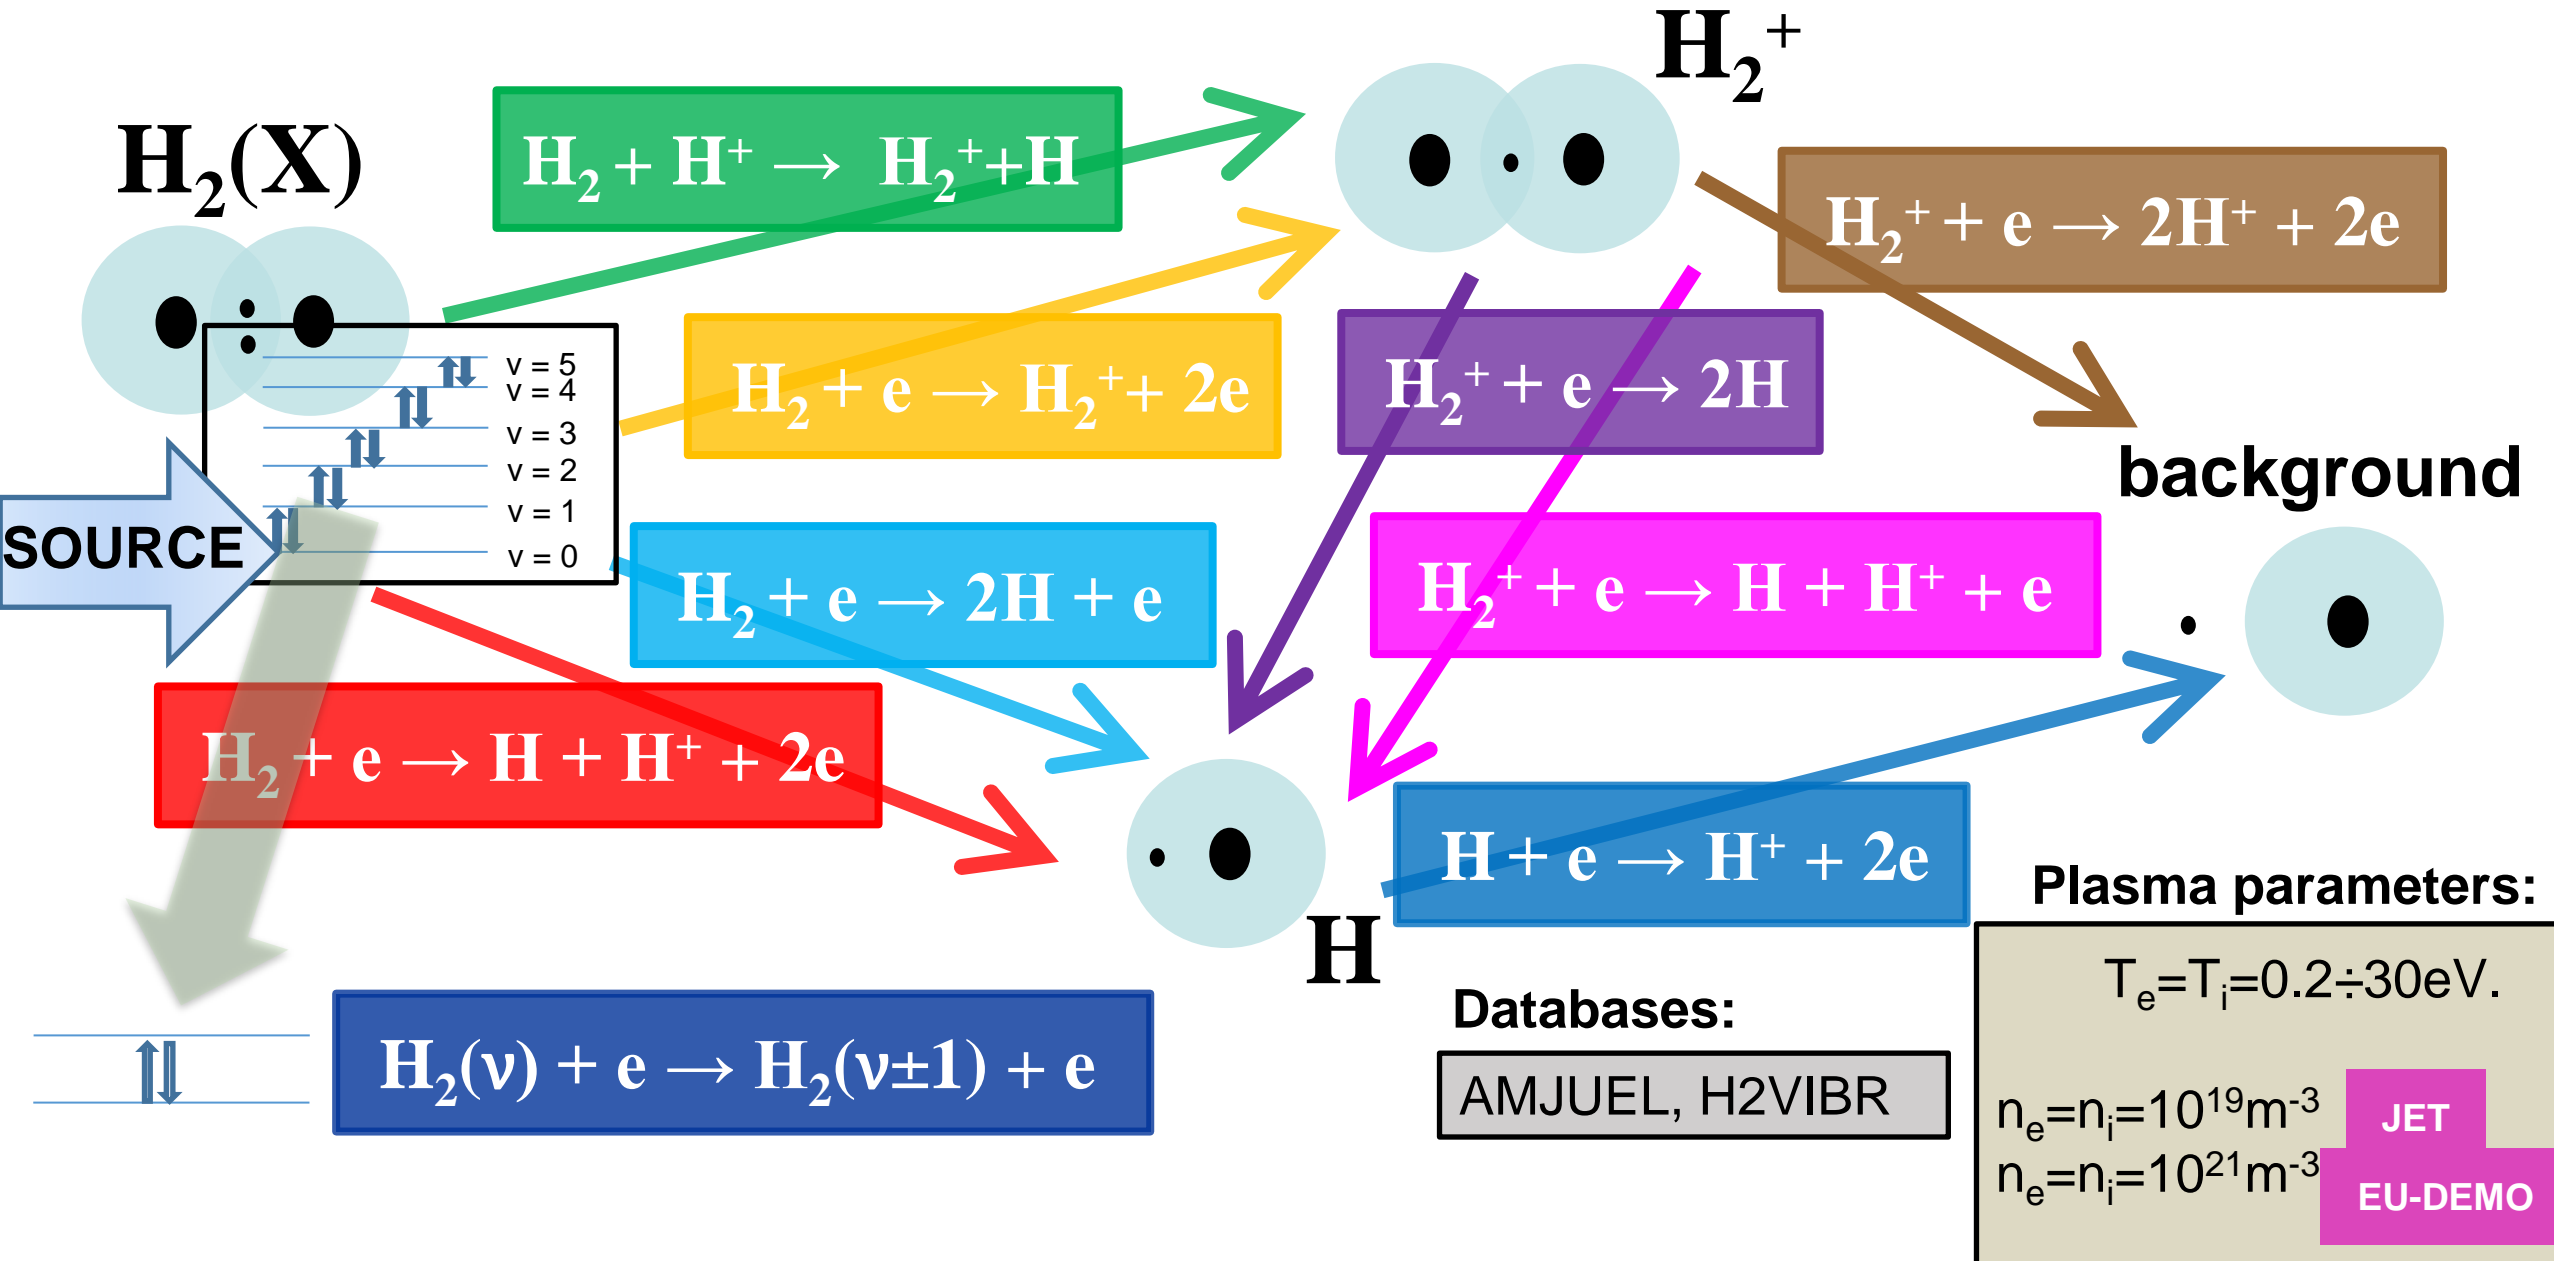 H₂⁺
H₂(X)
H₂ + H⁺ → H₂⁺+H
H₂⁺ + e → 2H⁺ + 2e
H₂ + e → H₂⁺+ 2e
H₂⁺ + e → 2H
v = 5
v = 4
v = 3
v = 2
v = 1
v = 0
SOURCE
background
H₂ + e → 2H + e
H₂⁺ + e → H + H⁺ + e
H₂ + e → H + H⁺ + 2e
H + e → H⁺ + 2e
H
H₂(ν) + e → H₂(ν±1) + e
Databases:
AMJUEL, H2VIBR
Plasma parameters:
Tₑ=Tᵢ=0.2÷30eV.
nₑ=nᵢ=10¹⁹m⁻³ JET
nₑ=nᵢ=10²¹m⁻³ EU-DEMO